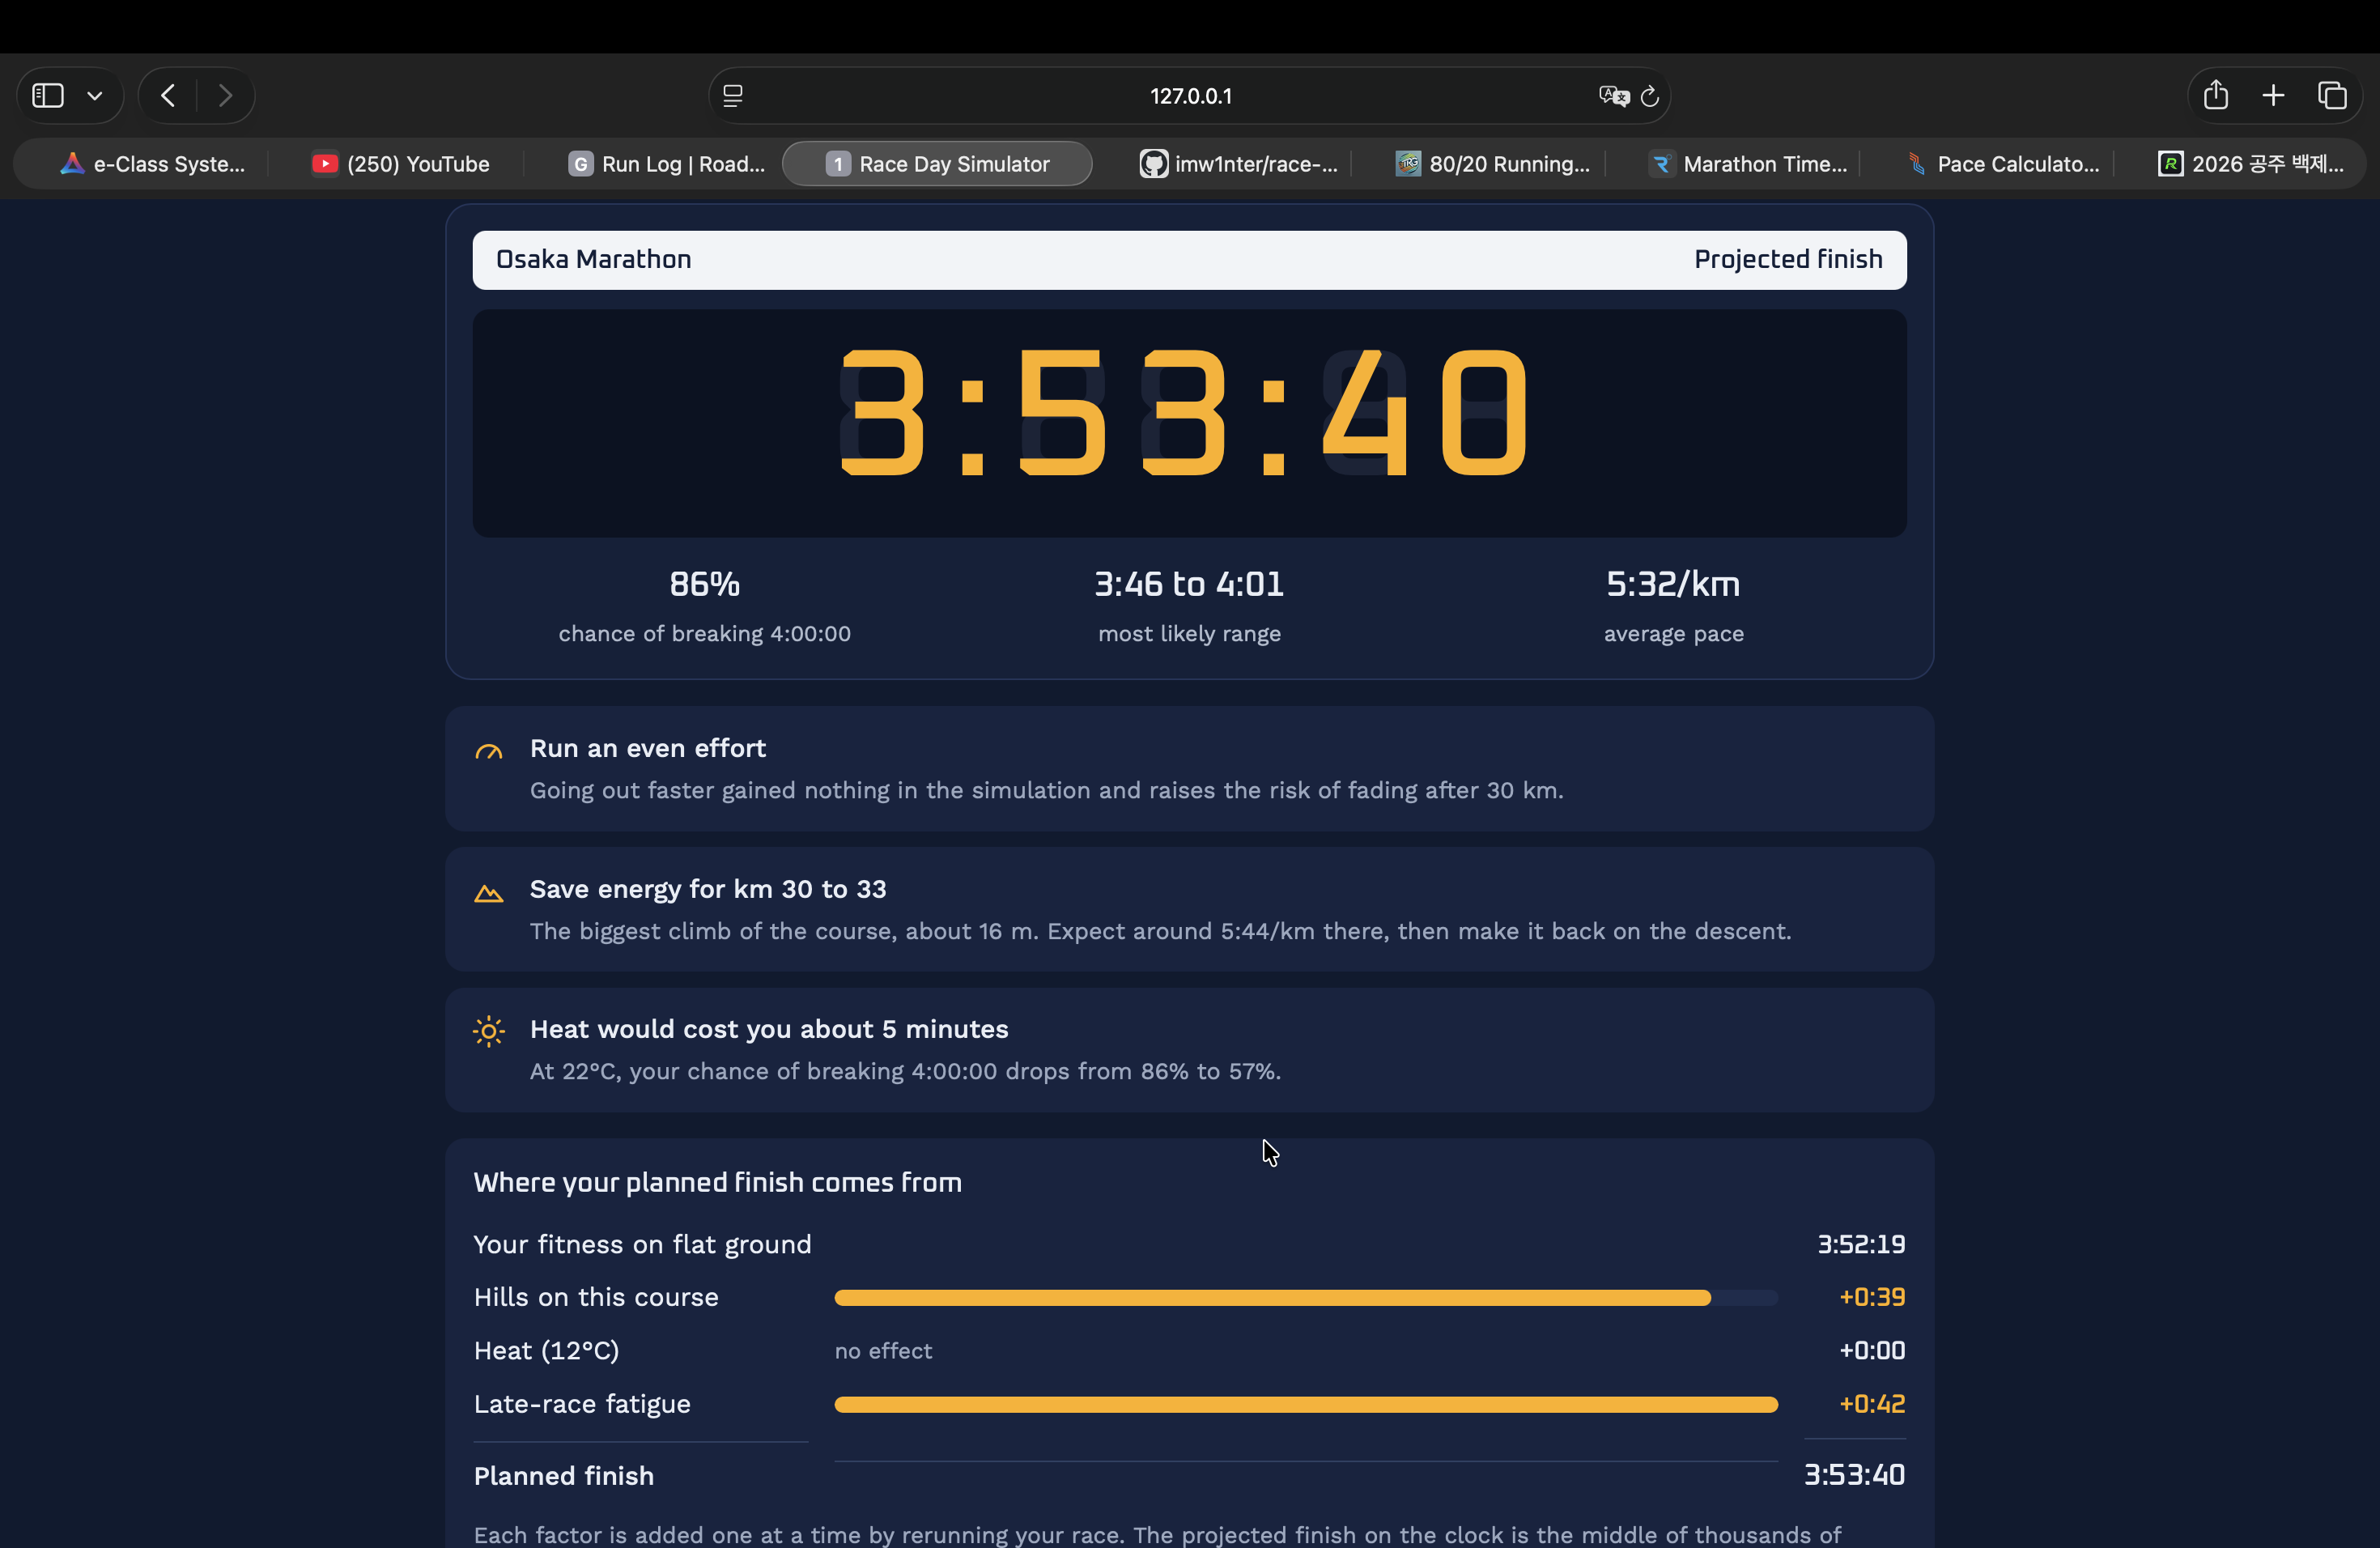 127.0.0.1
e-Class Syste...
(250) YouTube
G
Run Log | Road...
1
Race Day Simulator
imw1nter/race-...
80/20 Running...
Marathon Time...
Pace Calculato...
R
2026 공주 백제...
Osaka Marathon
Projected finish
3:53:40
86%
3:46 to 4:01
5:32/km
chance of breaking 4:00:00
most likely range
average pace
Run an even effort
Going out faster gained nothing in the simulation and raises the risk of fading after 30 km.
Save energy for km 30 to 33
The biggest climb of the course, about 16 m. Expect around 5:44/km there, then make it back on the descent.
Heat would cost you about 5 minutes
At 22°C, your chance of breaking 4:00:00 drops from 86% to 57%.
Where your planned finish comes from
Your fitness on flat ground
3:52:19
Hills on this course
+0:39
Heat (12°C)
no effect
+0:00
Late-race fatigue
+0:42
Planned finish
3:53:40
Each factor is added one at a time by rerunning your race. The projected finish on the clock is the middle of thousands of